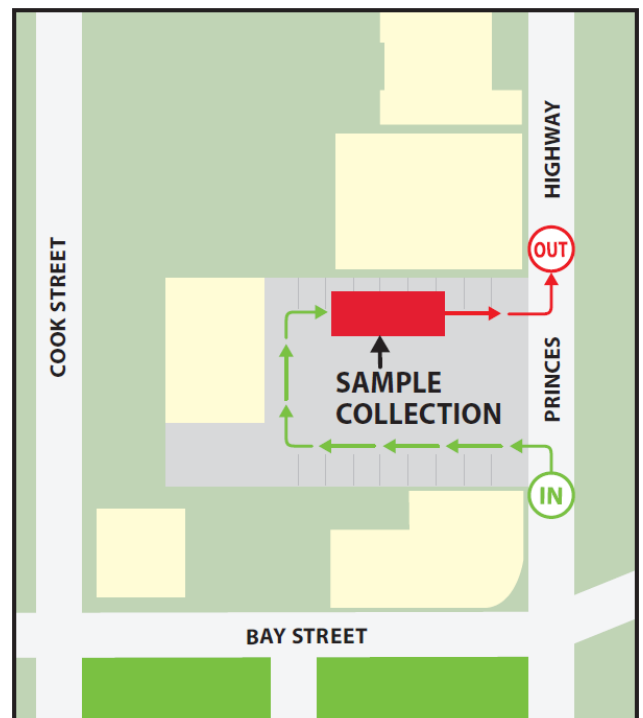 HIGHWAY
OUT
COOK STREET
PRINCES
SAMPLE
COLLECTION
IN
BAY STREET